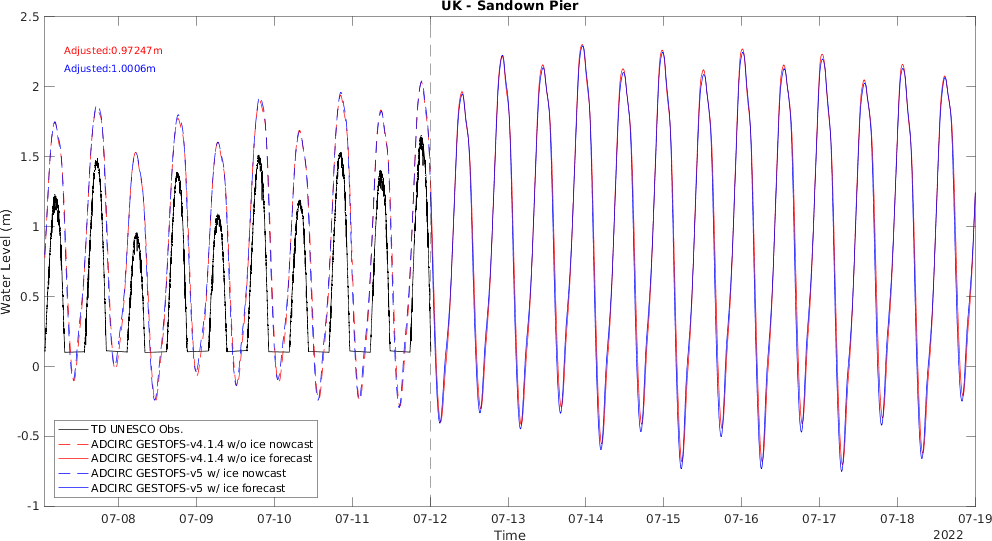 UK - Sandown Pier
2.5
Adjusted:0.97247m
Adjusted:1.0006m
2
1.5
1
0.5
0
-0.5
-1
Water Level (m)
TD UNESCO Obs.
ADCIRC GESTOFS-v4.1.4 w/o ice nowcast
ADCIRC GESTOFS-v4.1.4 w/o ice forecast
ADCIRC GESTOFS-v5 w/ ice nowcast
ADCIRC GESTOFS-v5 w/ ice forecast
07-08 07-09 07-10 07-11 07-12 07-13 07-14 07-15 07-16 07-17 07-18 07-19
Time
2022